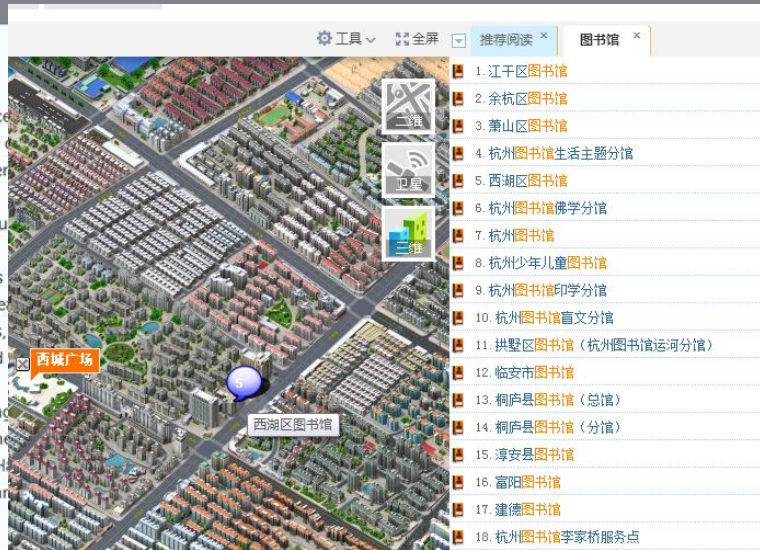 工具
全屏
推荐阅读
图书馆
1.江干区图书馆
2.余杭区图书馆
3.萧山区图书馆
4.杭州图书馆生活主题分馆
5.西湖区图书馆
6.杭州图书馆佛学分馆
7.杭州图书馆
8.杭州少年儿童图书馆
9.杭州图书馆印学分馆
10.杭州图书馆盲文分馆
11.拱墅区图书馆（杭州图书馆运河分馆）
12.临安市图书馆
13.桐庐县图书馆（总馆）
14.桐庐县图书馆（分馆）
15.淳安县图书馆
16.富阳图书馆
17.建德图书馆
18.杭州图书馆李家桥服务点
二维
卫星
三维
西城广场
5
西湖区图书馆